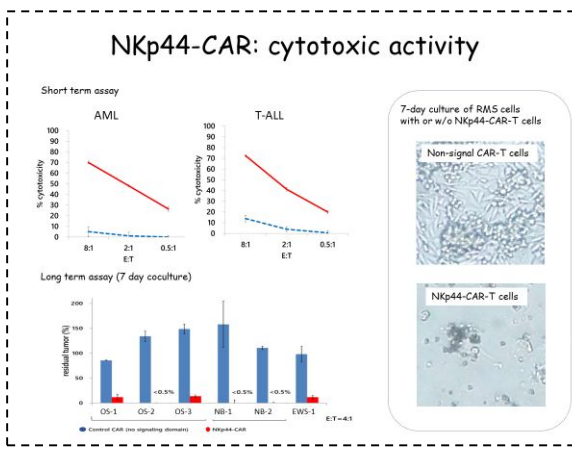 NKp44-CAR: cytotoxic activity
Short term assay
AML
% cytotoxicity
100
90
80
70
60
50
40
30
20
10
0
8:1 2:1 0.5:1
E:T
T-ALL
% cytotoxicity
100
90
80
70
60
50
40
30
20
10
0
8:1 2:1 0.5:1
E:T
Long term assay (7 day coculture)
residual tumor (%)
200
150
100
50
0
<0.5% <0.5% <0.5%
OS-1 OS-2 OS-3 NB-1 NB-2 EWS-1
E:T=4:1
Control CAR (no signaling domain) NKp44-CAR
7-day culture of RMS cells
with or w/o NKp44-CAR-T cells
Non-signal CAR-T cells
NKp44-CAR-T cells